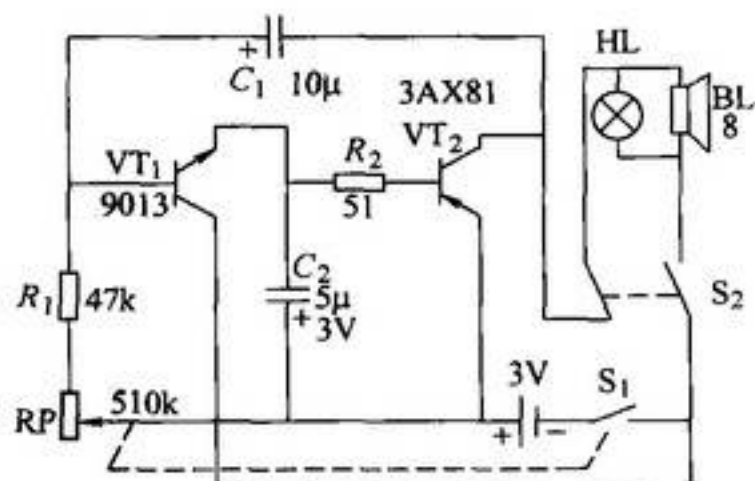 HL
C1 10μ
+
3AX81
BL
8
VT1
9013
R2
51
VT2
R1 47k
C2
5μ
+ 3V
S2
RP
510k
3V
S1
+ -